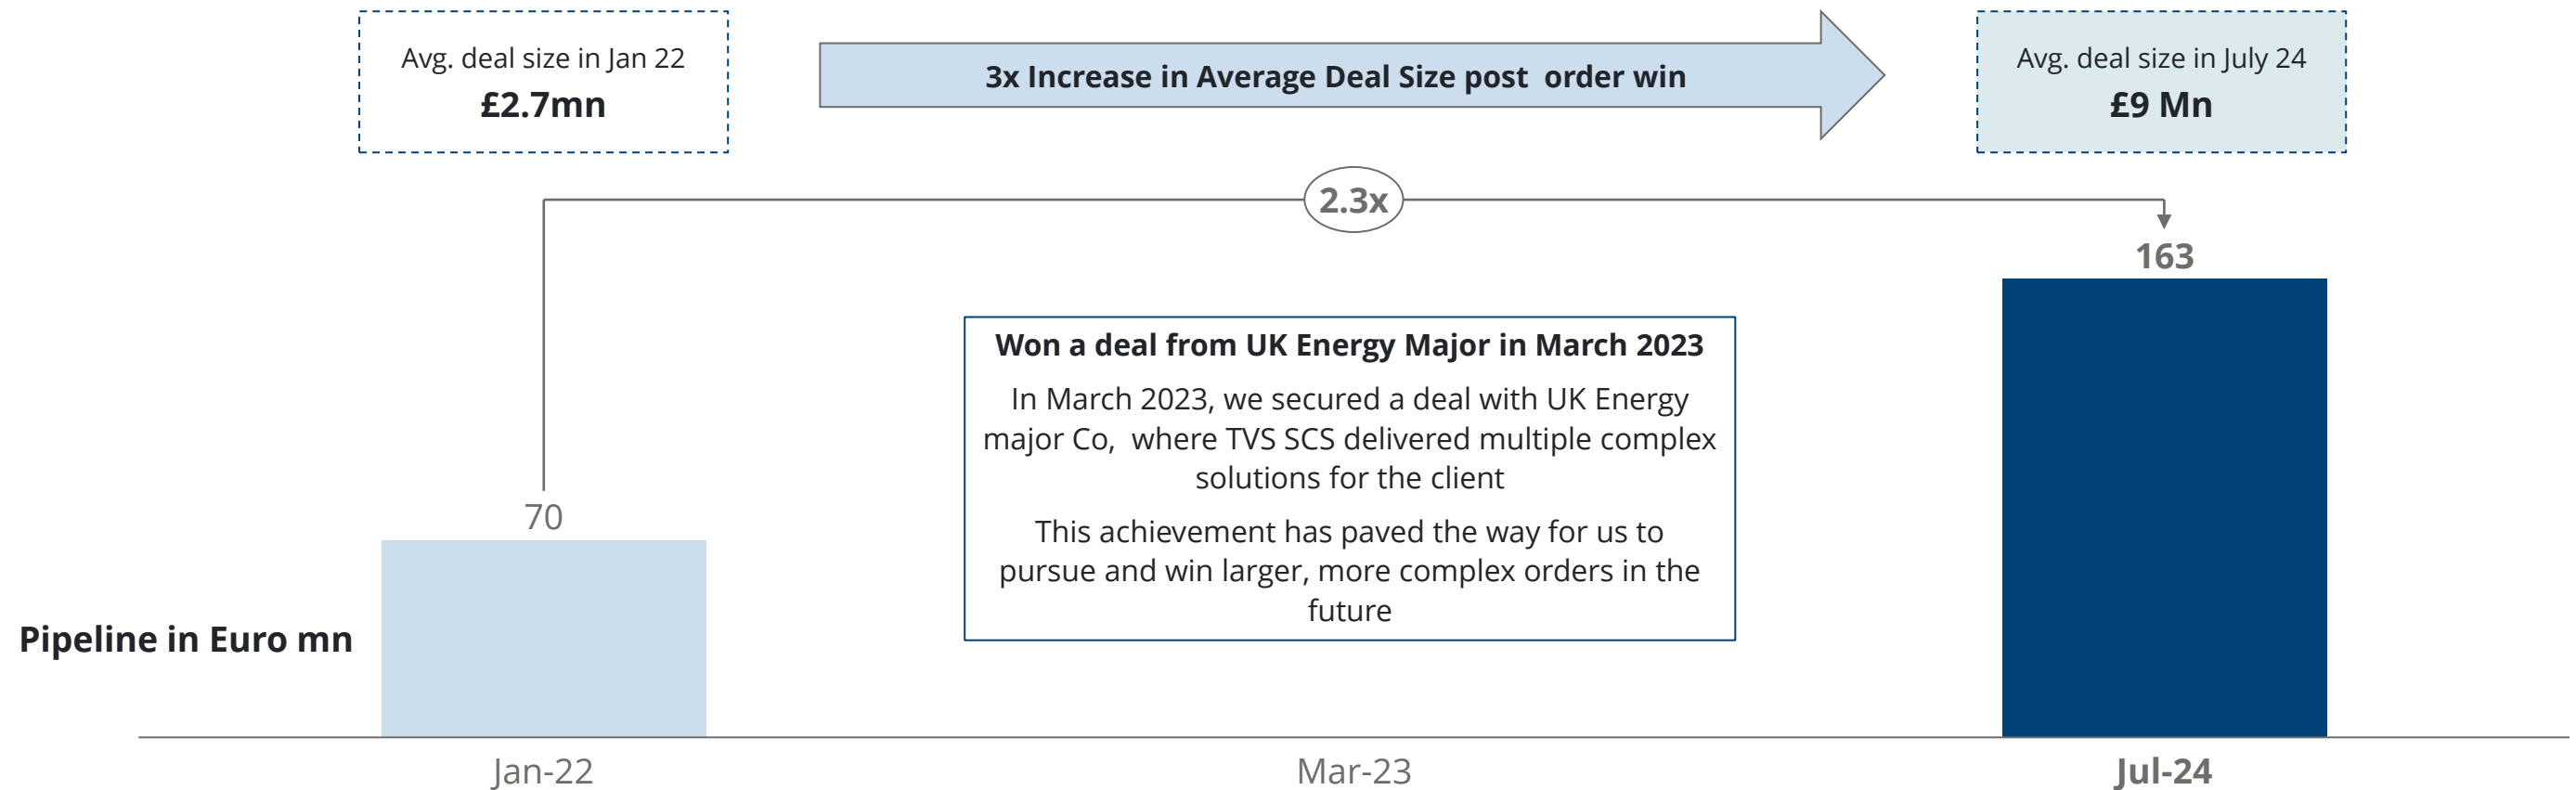 Avg. deal size in Jan 22
£2.7mn
3x Increase in Average Deal Size post  order win
Avg. deal size in July 24
£9 Mn
2.3x
163
Won a deal from UK Energy Major in March 2023
In March 2023, we secured a deal with UK Energy
major Co,  where TVS SCS delivered multiple complex
solutions for the client
This achievement has paved the way for us to
pursue and win larger, more complex orders in the
future
70
Pipeline in Euro mn
Jan-22
Mar-23
Jul-24